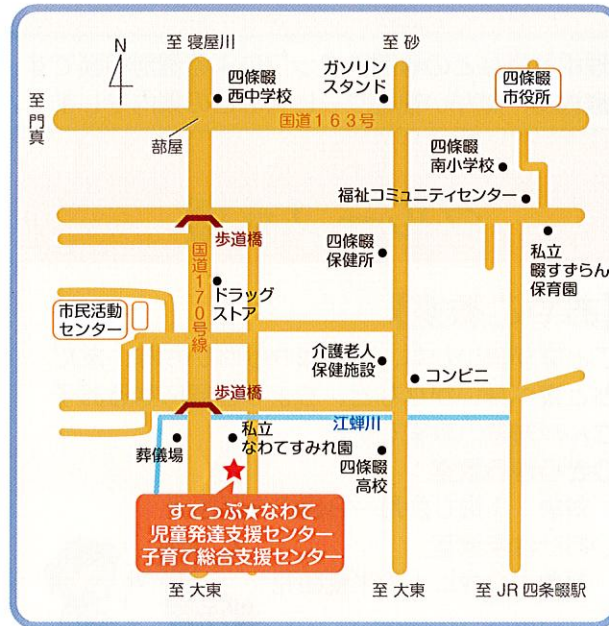 至 寝屋川
至 砂
N
四條畷
西中学校
ガソリン
スタンド
四條畷
市役所
至
門真
国道163号
蔀屋
四條畷
南小学校
福祉コミュニティセンター
歩道橋
四條畷
保健所
私立
畷すずらん
保育園
国道170号線
ドラッグ
ストア
市民活動
センター
介護老人
保健施設
コンビニ
歩道橋
江蝉川
葬儀場
私立
なわてすみれ園
四條畷
高校
すてっぷ★なわて
児童発達支援センター
子育て総合支援センター
至 大東
至 大東
至 JR四条畷駅